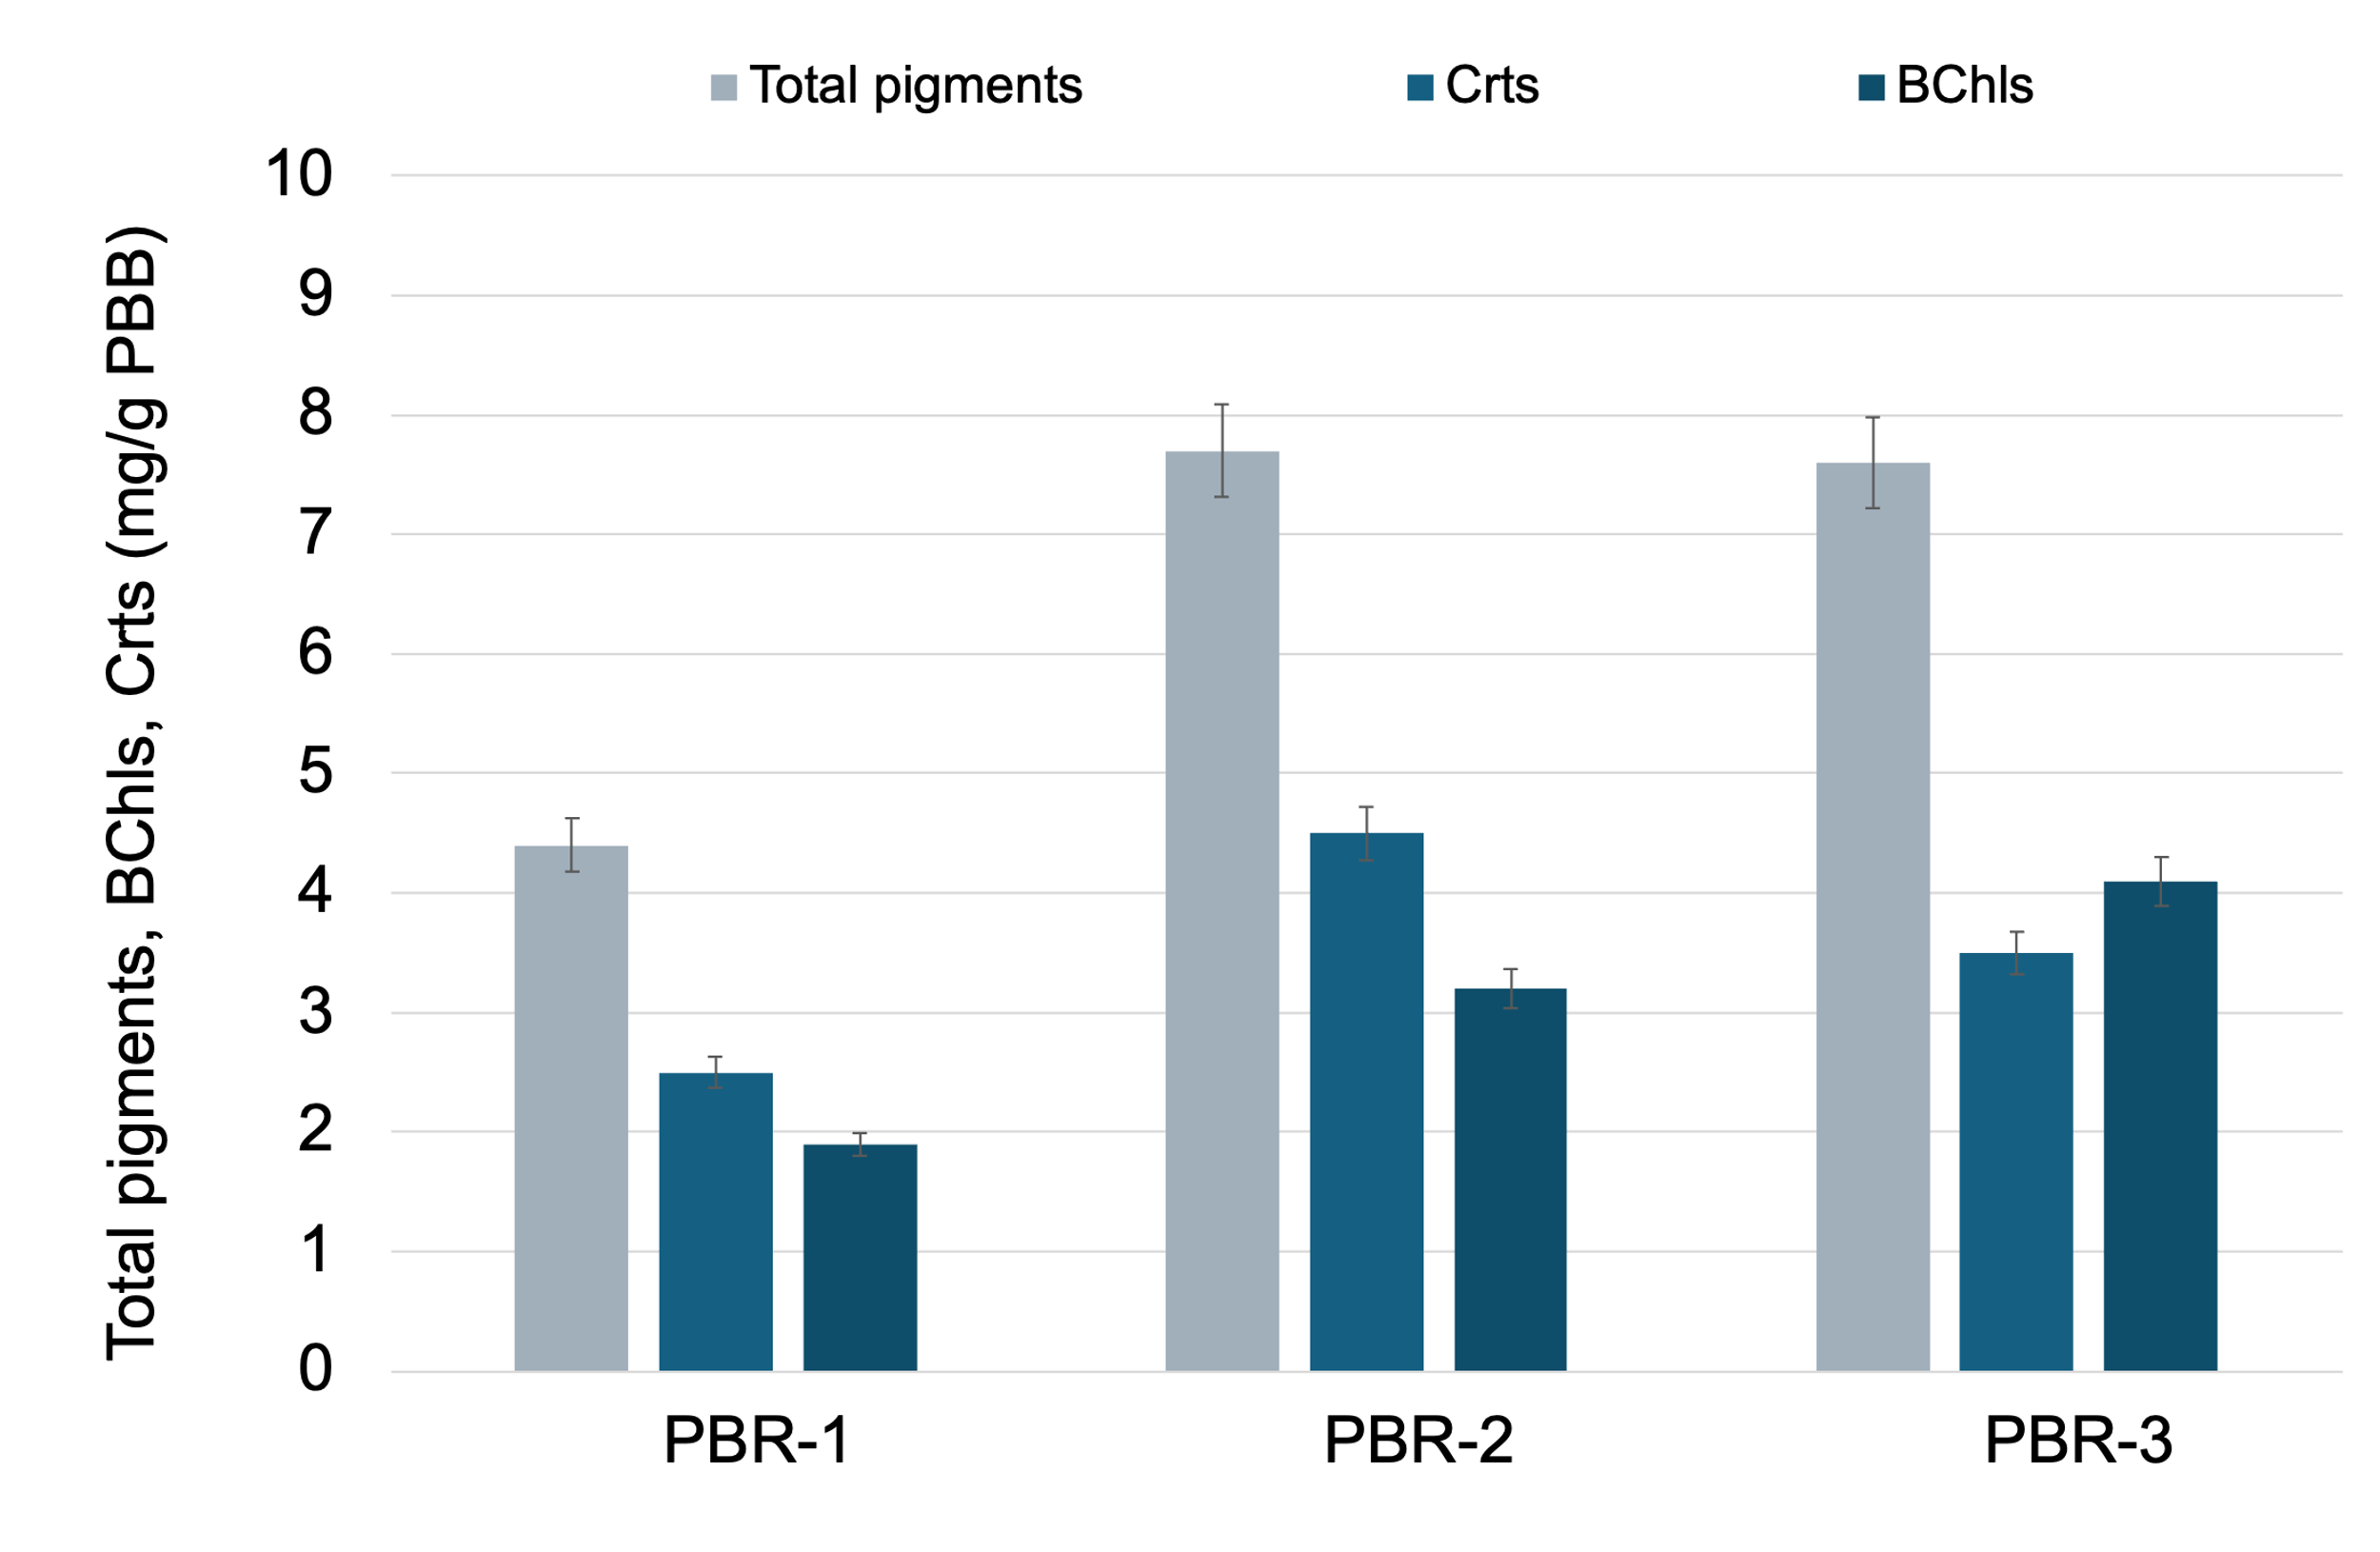 Total pigments
Crts
BChls
Total pigments, BChls, Crts (mg/g PBB)
10
9
8
7
6
5
4
3
2
1
0
PBR-1
PBR-2
PBR-3